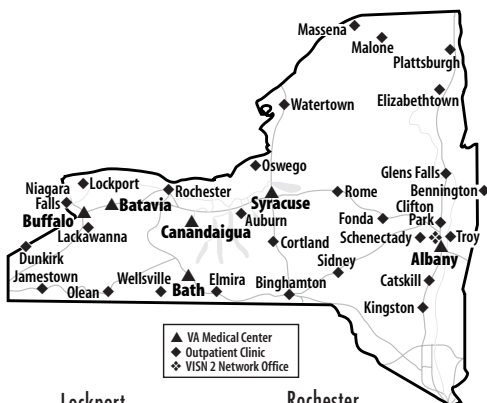 Massena
Malone
Plattsburgh
Elizabethtown
Watertown
Oswego
Glens Falls
Niagara
Falls
Lockport
Rochester
Syracuse
Rome
Bennington
Clifton
Park
Batavia
Fonda
Buffalo
Auburn
Canandaigua
Lackawanna
Schenectady
Troy
Cortland
Albany
Dunkirk
Sidney
Jamestown
Wellsville
Elmira
Catskill
Olean
Bath
Binghamton
Kingston
VA Medical Center
Outpatient Clinic
VISN 2 Network Office
Lockport
Rochester